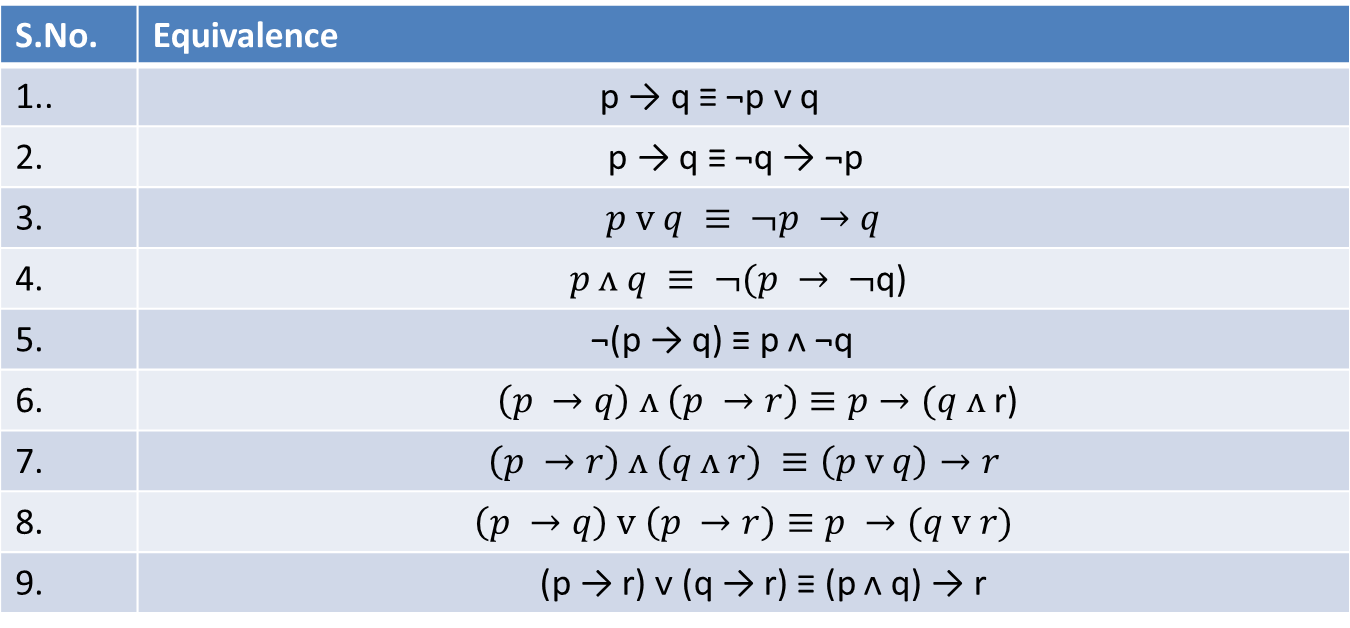 S.No. Equivalence
1.. p → q ≡ ¬p v q
2. p → q ≡ ¬q → ¬p
3. p v q ≡ ¬p → q
4. p ʌ q ≡ ¬(p → ¬q)
5. ¬(p → q) ≡ p ʌ ¬q
6. (p → q) ʌ (p → r) ≡ p → (q ʌ r)
7. (p → r) ʌ (q ʌ r) ≡ (p v q) → r
8. (p → q) v (p → r) ≡ p → (q v r)
9. (p → r) v (q → r) ≡ (p ʌ q) → r